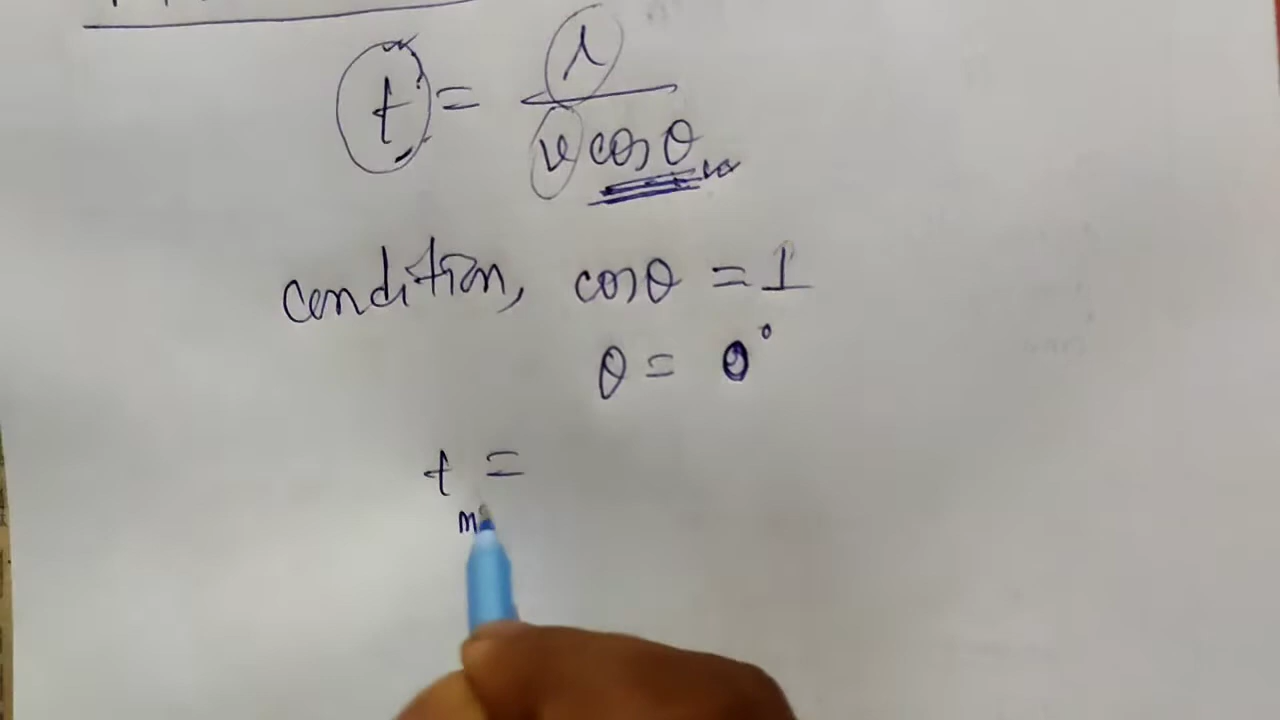 t = λ / v cosθ
condition, cosθ = 1
θ = 0°
t =
m